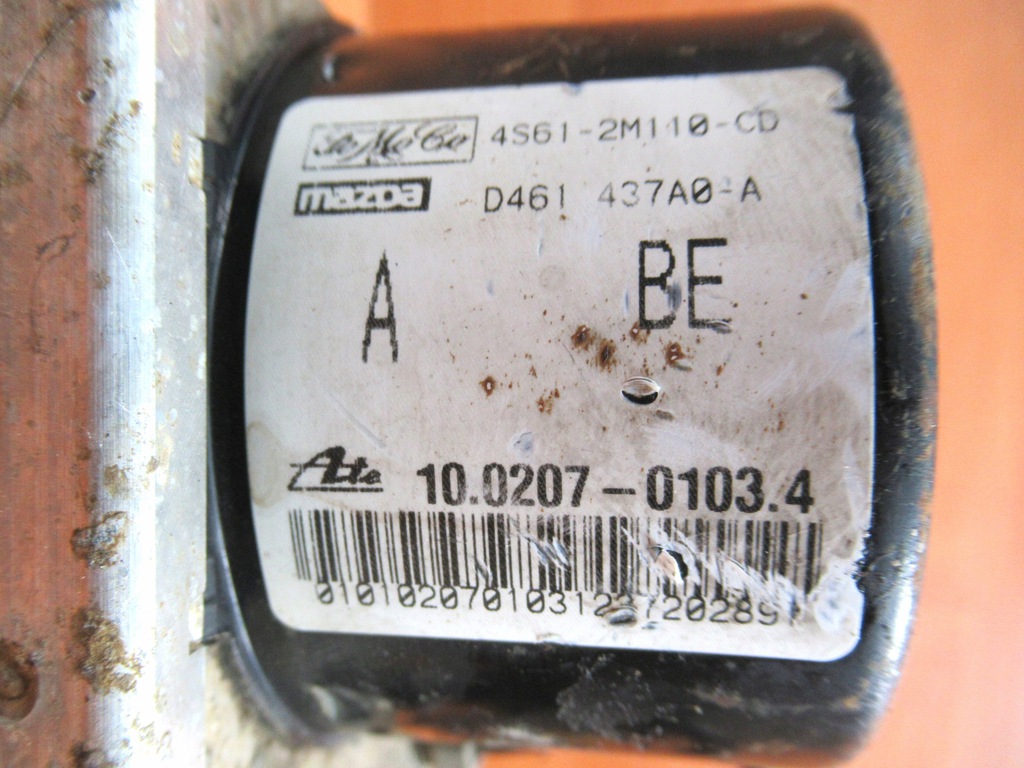 FoMoCo 4S61-2M110-CD
mazda D461 437A0-A
A BE
Ate 10.0207-0103.4